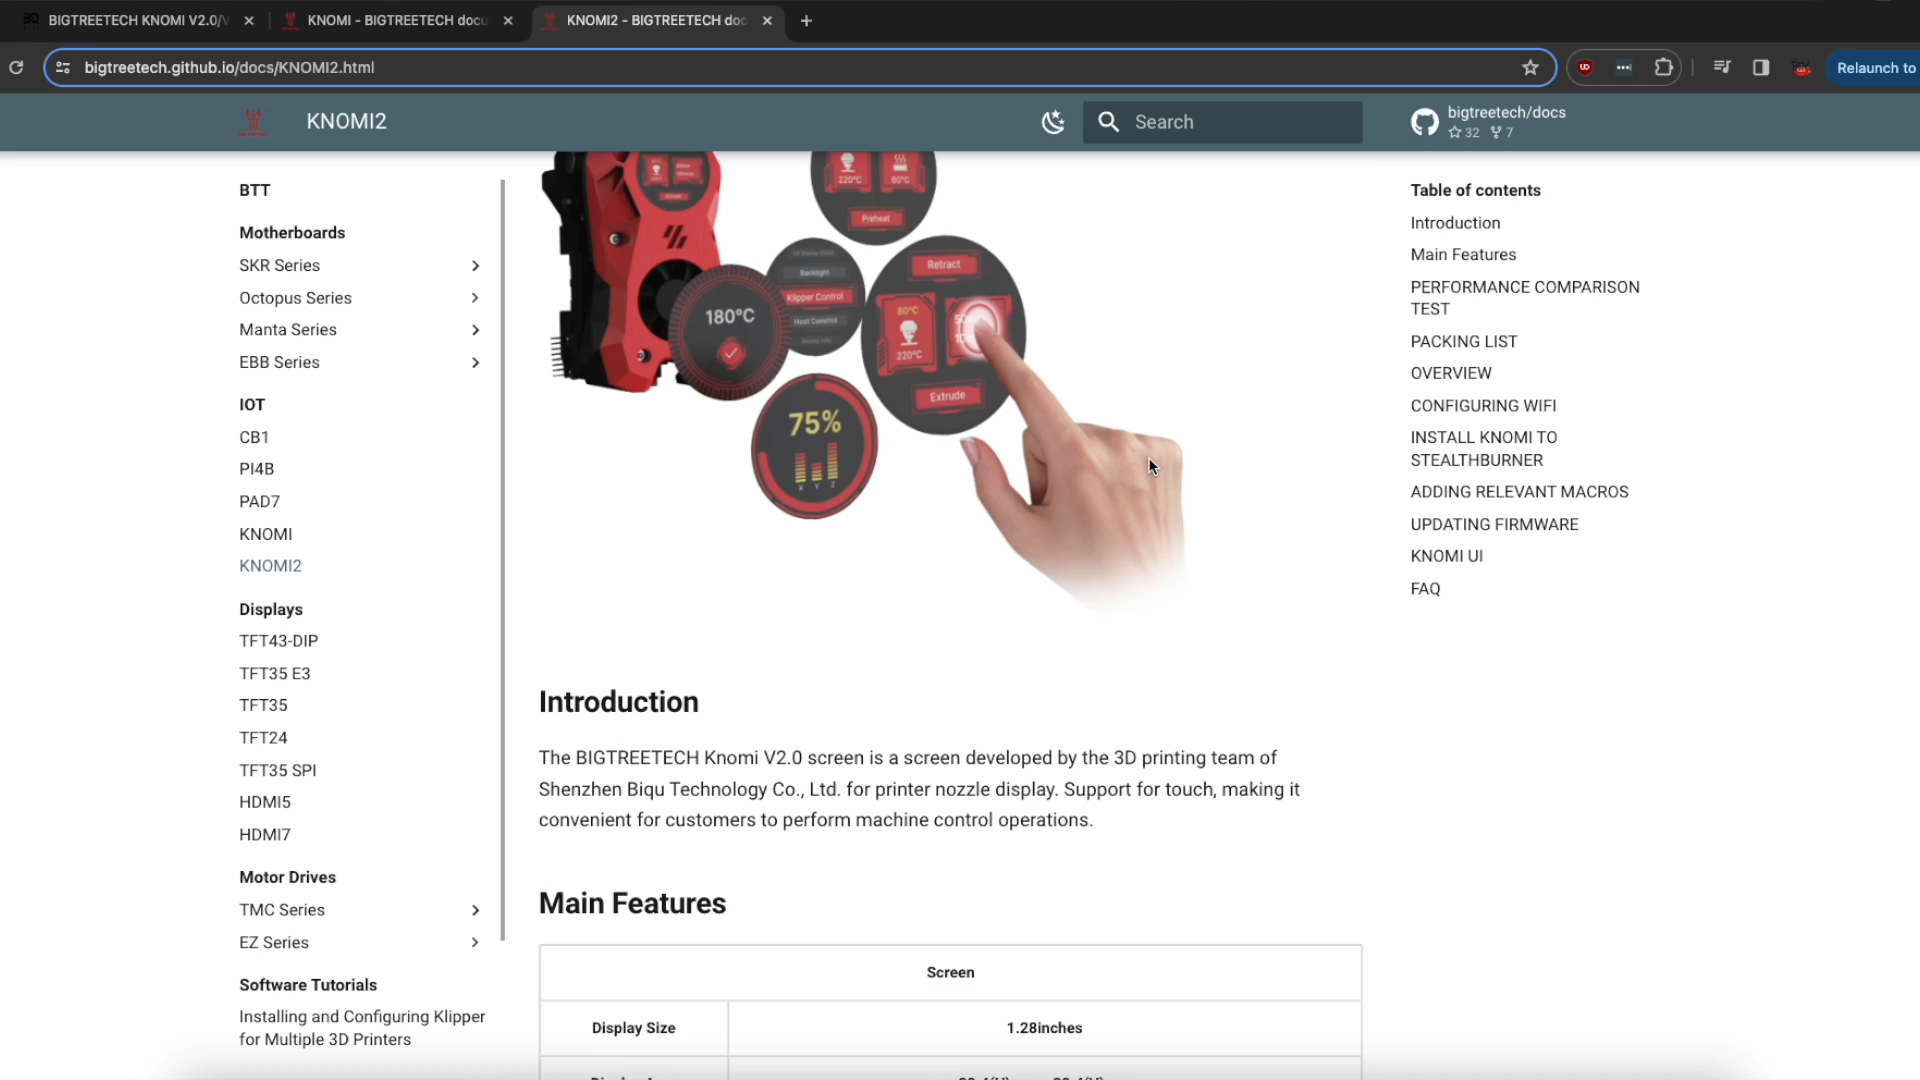 BIGTREETECH KNOMI V2.0/V
KNOMI - BIGTREETECH docu
KNOMI2 - BIGTREETECH doc
bigtreetech.github.io/docs/KNOMI2.html
Relaunch to
KNOMI2
Search
bigtreetech/docs
32 7
BTT
Motherboards
SKR Series
Octopus Series
Manta Series
EBB Series
IOT
CB1
PI4B
PAD7
KNOMI
KNOMI2
Displays
TFT43-DIP
TFT35 E3
TFT35
TFT24
TFT35 SPI
HDMI5
HDMI7
Motor Drives
TMC Series
EZ Series
Software Tutorials
Installing and Configuring Klipper
for Multiple 3D Printers
220°C 60°C
Preheat
Backlight
Klipper Control
Host Control
180°C
Retract
80°C
220°C
Extrude
75%
X Y Z
Introduction
The BIGTREETECH Knomi V2.0 screen is a screen developed by the 3D printing team of
Shenzhen Biqu Technology Co., Ltd. for printer nozzle display. Support for touch, making it
convenient for customers to perform machine control operations.
Main Features
Screen
Display Size 1.28inches
Table of contents
Introduction
Main Features
PERFORMANCE COMPARISON
TEST
PACKING LIST
OVERVIEW
CONFIGURING WIFI
INSTALL KNOMI TO
STEALTHBURNER
ADDING RELEVANT MACROS
UPDATING FIRMWARE
KNOMI UI
FAQ